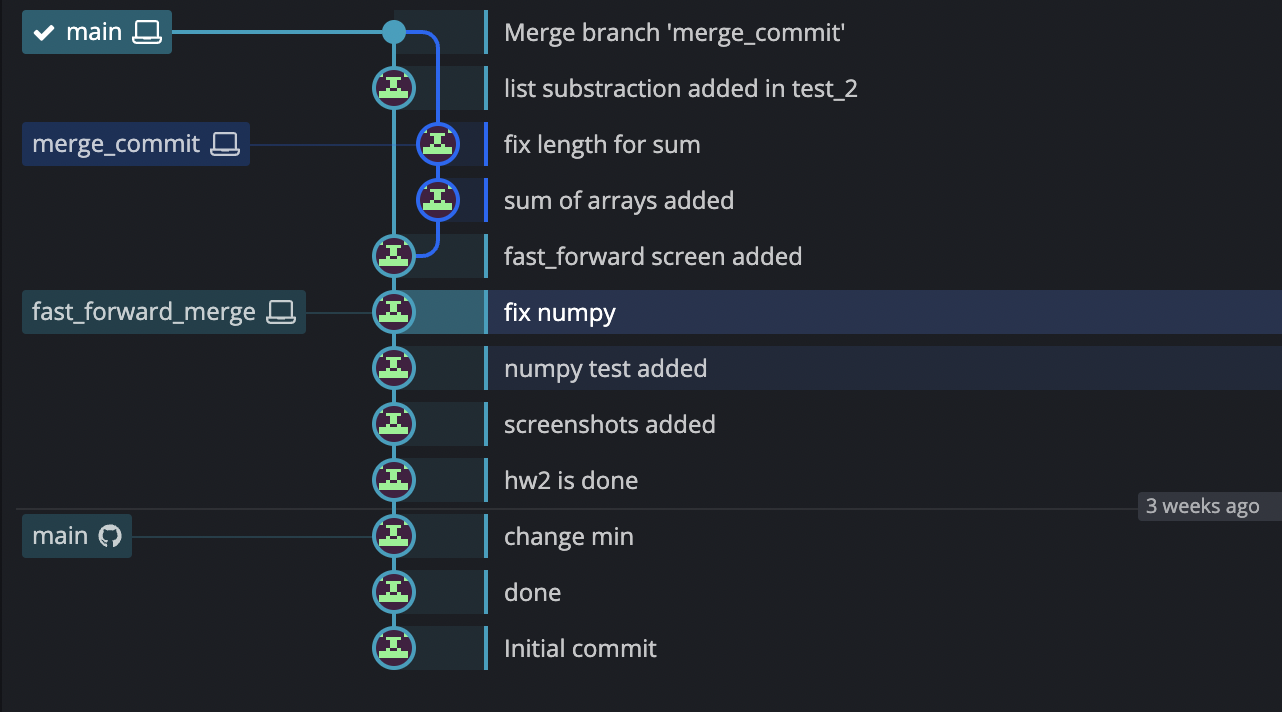 main
Merge branch 'merge_commit'
list substraction added in test_2
merge_commit
fix length for sum
sum of arrays added
fast_forward screen added
fast_forward_merge
fix numpy
numpy test added
screenshots added
hw2 is done
3 weeks ago
main
change min
done
Initial commit